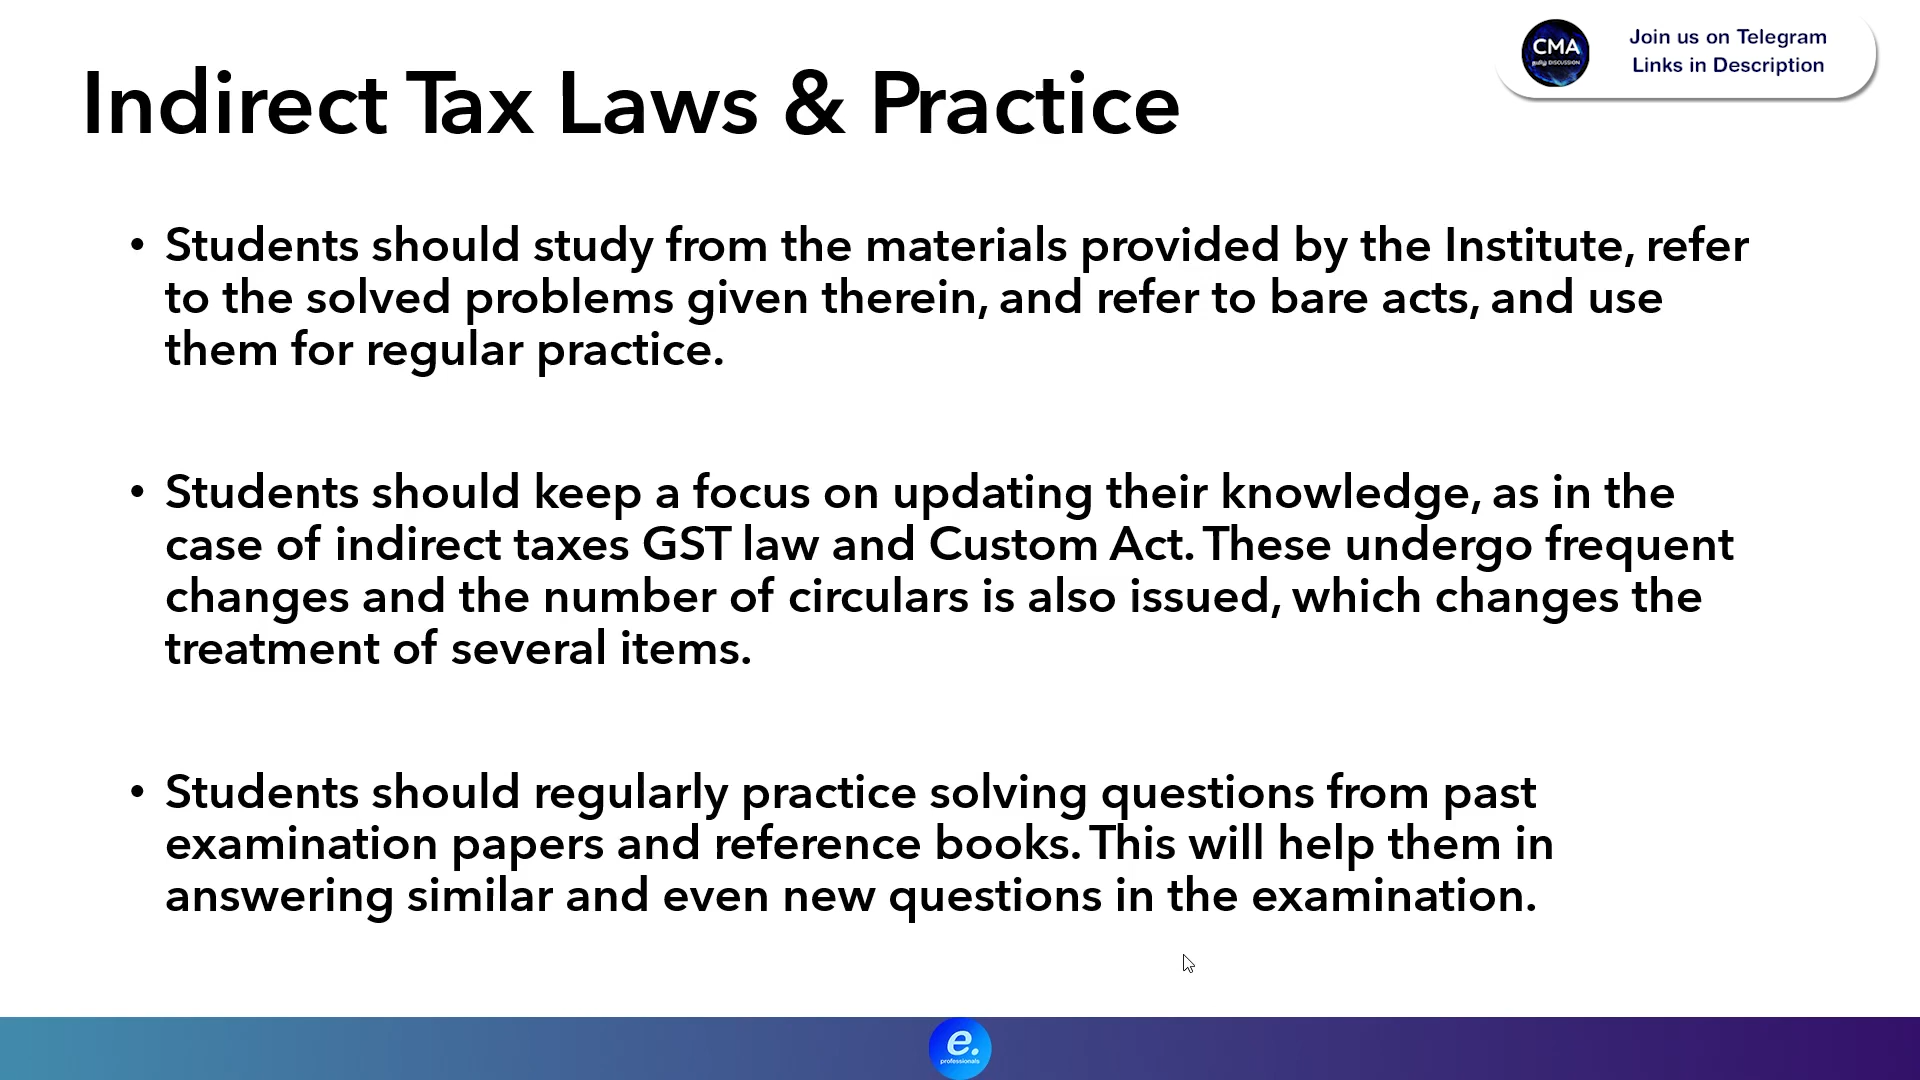 Join us on Telegram
Links in Description
CMA
தமிழ் DISCUSSION
Indirect Tax Laws & Practice
• Students should study from the materials provided by the Institute, refer
to the solved problems given therein, and refer to bare acts, and use
them for regular practice.
• Students should keep a focus on updating their knowledge, as in the
case of indirect taxes GST law and Custom Act. These undergo frequent
changes and the number of circulars is also issued, which changes the
treatment of several items.
• Students should regularly practice solving questions from past
examination papers and reference books. This will help them in
answering similar and even new questions in the examination.
e.
professionals